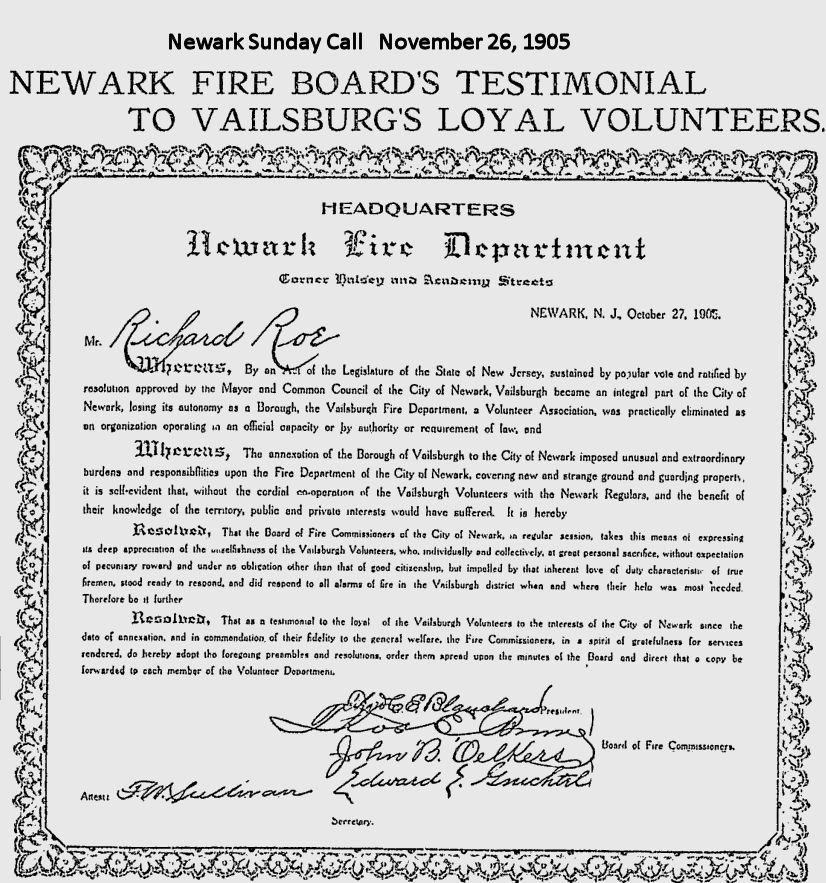 Newark Sunday Call November 26, 1905
NEWARK FIRE BOARD'S TESTIMONIAL
TO VAILSBURG'S LOYAL VOLUNTEERS.
HEADQUARTERS
Newark Fire Department
Corner Halsey and Academy Streets
NEWARK, N. J., October 27, 1905.
Mr. Richard Roe
Whereas, By an Act of the Legislature of the State of New Jersey, sustained by popular vote and ratified by
resolution approved by the Mayor and Common Council of the City of Newark, Vailsburgh became an integral part of the City of
Newark, losing its autonomy as a Borough, the Vailsburgh Fire Department, a Volunteer Association, was practically eliminated as
an organization operating in an official capacity or by authority or requirement of law, and
Whereas, The annexation of the Borough of Vailsburgh to the City of Newark imposed unusual and extraordinary
burdens and responsibilities upon the Fire Department of the City of Newark, covering new and strange ground and guarding property,
it is self-evident that, without the cordial co-operation of the Vailsburgh Volunteers with the Newark Regulars, and the benefit of
their knowledge of the territory, public and private interests would have suffered. It is hereby
Resolved, That the Board of Fire Commissioners of the City of Newark, in regular session, takes this means of expressing
its deep appreciation of the unselfishness of the Vailsburgh Volunteers, who, individually and collectively, at great personal sacrifice, without expectation
of pecuniary reward and under no obligation other than that of good citizenship, but impelled by that inherent love of duty characteristic of true
firemen, stood ready to respond, and did respond to all alarms of fire in the Vailsburgh district when and where their help was most needed.
Therefore be it further
Resolved, That as a testimonial to the loyal of the Vailsburgh Volunteers to the interests of the City of Newark since the
date of annexation, and in commendation of their fidelity to the general welfare, the Fire Commissioners, in a spirit of gratefulness for services
rendered, do hereby adopt the foregoing preambles and resolutions, order them spread upon the minutes of the Board and direct that a copy be
forwarded to each member of the Volunteer Department.
C. E. Blanchard President.
Thos C
John B. Oelkers
Board of Fire Commissioners.
Edward E. Gnichtel
Attest: F. W. Sullivan
Secretary.